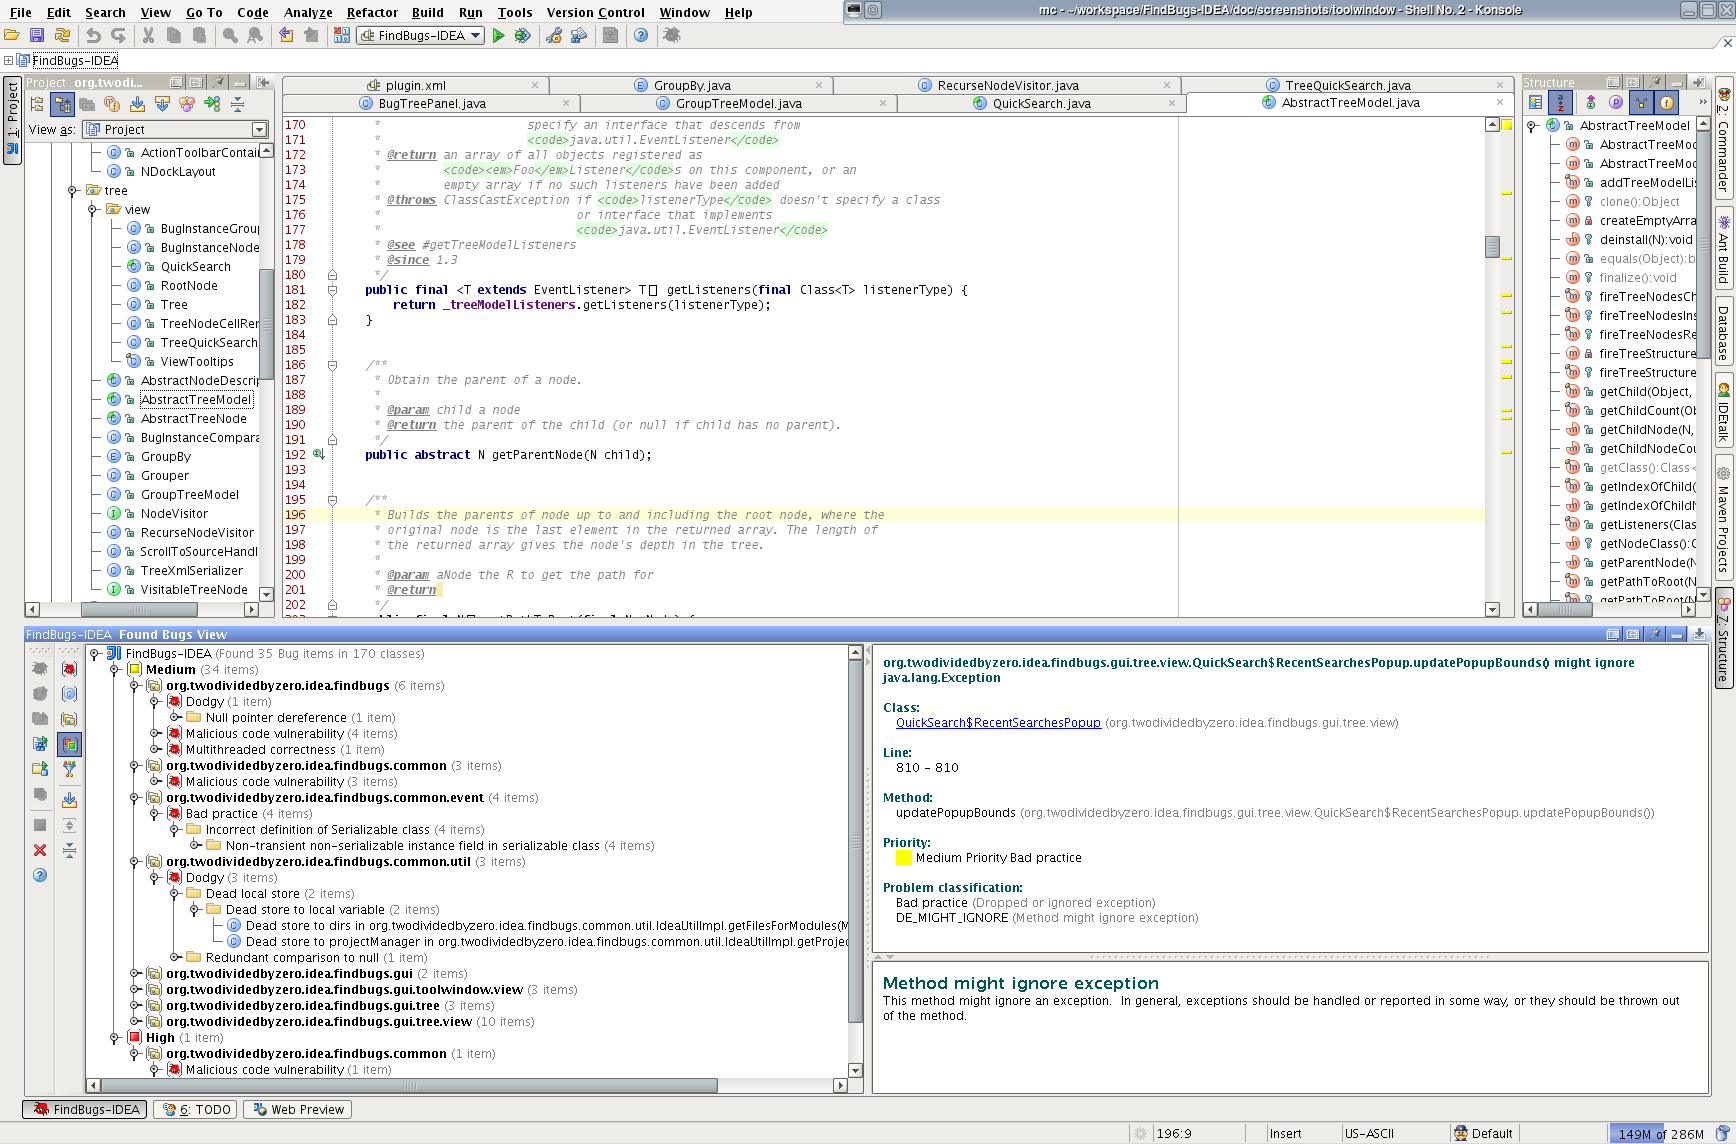 File Edit Search View Go To Code Analyze Refactor Build Run Tools Version Control Window Help
mc - ~/workspace/FindBugs-IDEA/doc/screenshots/toolwindow - Shell No. 2 - Konsole
FindBugs-IDEA
FindBugs-IDEA
1: Project
Project org.twodi...
View as: Project
ActionToolbarContai
NDockLayout
tree
view
BugInstanceGrou
BugInstanceNode
QuickSearch
RootNode
Tree
TreeNodeCellRer
TreeQuickSearch
ViewTooltips
AbstractNodeDescrip
AbstractTreeModel
AbstractTreeNode
BugInstanceCompara
GroupBy
Grouper
GroupTreeModel
NodeVisitor
RecurseNodeVisitor
ScrollToSourceHandl
TreeXmlSerializer
VisitableTreeNode
plugin.xml GroupBy.java RecurseNodeVisitor.java TreeQuickSearch.java
BugTreePanel.java GroupTreeModel.java QuickSearch.java AbstractTreeModel.java
170 * specify an interface that descends from
171 * <code>java.util.EventListener</code>
172 * @return an array of all objects registered as
173 * <code><em>Foo</em>Listener</code>s on this component, or an
174 * empty array if no such listeners have been added
175 * @throws ClassCastException if <code>listenerType</code> doesn't specify a class
176 * or interface that implements
177 * <code>java.util.EventListener</code>
178 * @see #getTreeModelListeners
179 * @since 1.3
180 */
181 public final <T extends EventListener> T[] getListeners(final Class<T> listenerType) {
182 return _treeModelListeners.getListeners(listenerType);
183 }
184
185
186 /**
187 * Obtain the parent of a node.
188 *
189 * @param child a node
190 * @return the parent of the child (or null if child has no parent).
191 */
192 public abstract N getParentNode(N child);
193
194
195 /**
196 * Builds the parents of node up to and including the root node, where the
197 * original node is the last element in the returned array. The length of
198 * the returned array gives the node's depth in the tree.
199 *
200 * @param aNode the R to get the path for
201 * @return
202 */
Structure
AbstractTreeModel
AbstractTreeMoc
AbstractTreeMoc
addTreeModelLi
clone():Object
createEmptyArra
deinstall(N):void
equals(Object):b
finalize():void
fireTreeNodesCh
fireTreeNodesIns
fireTreeNodesRe
fireTreeStructure
fireTreeStructure
getChild(Object,
getChildCount(Ob
getChildNode(N,
getChildNodeCou
getClass():Class<
getIndexOfChild(
getIndexOfChildN
getListeners(Clas
getNodeClass():C
getParentNode(N
getPathToRoot(N
getPathToRoot(N
2: Commander
Ant Build
Database
IDEtalk
Maven Projects
Z: Structure
FindBugs-IDEA Found Bugs View
FindBugs-IDEA (Found 35 Bug items in 170 classes)
Medium (34 items)
org.twodividedbyzero.idea.findbugs (6 items)
Dodgy (1 item)
Null pointer dereference (1 item)
Malicious code vulnerability (4 items)
Multithreaded correctness (1 item)
org.twodividedbyzero.idea.findbugs.common (3 items)
Malicious code vulnerability (3 items)
org.twodividedbyzero.idea.findbugs.common.event (4 items)
Bad practice (4 items)
Incorrect definition of Serializable class (4 items)
Non-transient non-serializable instance field in serializable class (4 items)
org.twodividedbyzero.idea.findbugs.common.util (3 items)
Dodgy (3 items)
Dead local store (2 items)
Dead store to local variable (2 items)
Dead store to dirs in org.twodividedbyzero.idea.findbugs.common.util.IdeaUtilImpl.getFilesForModules(M
Dead store to projectManager in org.twodividedbyzero.idea.findbugs.common.util.IdeaUtilImpl.getProjec
Redundant comparison to null (1 item)
org.twodividedbyzero.idea.findbugs.gui (2 items)
org.twodividedbyzero.idea.findbugs.gui.toolwindow.view (3 items)
org.twodividedbyzero.idea.findbugs.gui.tree (3 items)
org.twodividedbyzero.idea.findbugs.gui.tree.view (10 items)
High (1 item)
org.twodividedbyzero.idea.findbugs.common (1 item)
Malicious code vulnerability (1 item)
org.twodividedbyzero.idea.findbugs.gui.tree.view.QuickSearch$RecentSearchesPopup.updatePopupBounds() might ignore
java.lang.Exception
Class:
QuickSearch$RecentSearchesPopup (org.twodividedbyzero.idea.findbugs.gui.tree.view)
Line:
810 - 810
Method:
updatePopupBounds (org.twodividedbyzero.idea.findbugs.gui.tree.view.QuickSearch$RecentSearchesPopup.updatePopupBounds())
Priority:
Medium Priority Bad practice
Problem classification:
Bad practice (Dropped or ignored exception)
DE_MIGHT_IGNORE (Method might ignore exception)
Method might ignore exception
This method might ignore an exception. In general, exceptions should be handled or reported in some way, or they should be thrown out
of the method.
FindBugs-IDEA 6: TODO Web Preview
196:9 Insert US-ASCII Default 149M of 286M